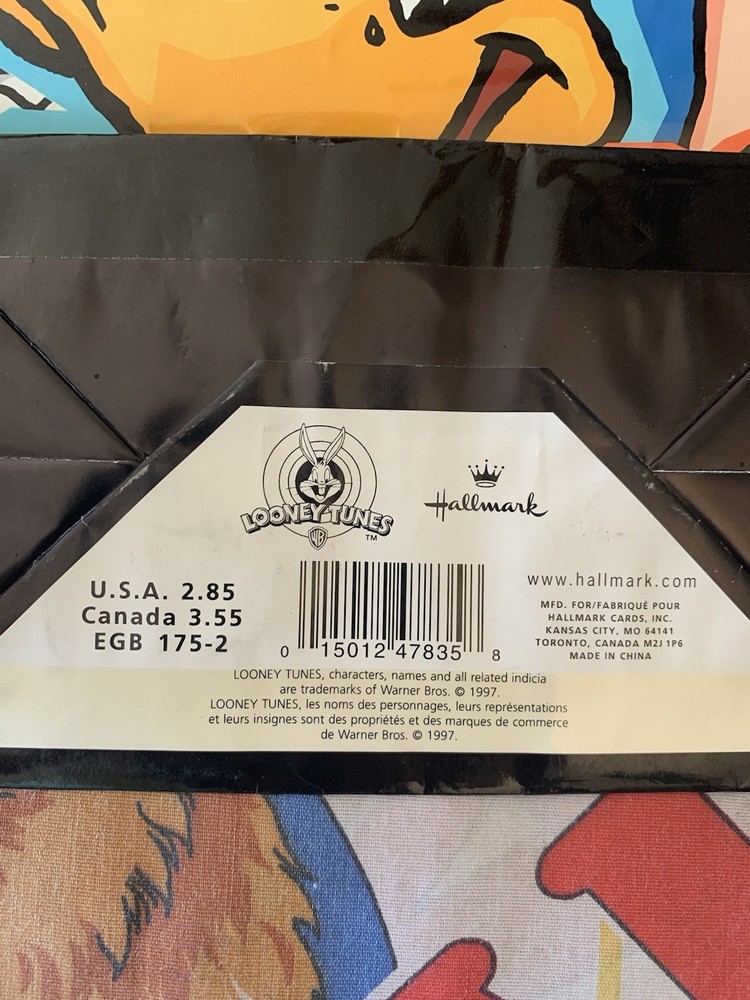 LOONEY TUNES
TM
WB
Hallmark
U.S.A. 2.85
Canada 3.55
EGB 175-2
0 15012 47835 8
www.hallmark.com
MFD. FOR/FABRIQUÉ POUR
HALLMARK CARDS, INC.
KANSAS CITY, MO 64141
TORONTO, CANADA M2J 1P6
MADE IN CHINA
LOONEY TUNES, characters, names and all related indicia
are trademarks of Warner Bros. © 1997.
LOONEY TUNES, les noms des personnages, leurs représentations
et leurs insignes sont des propriétés et des marques de commerce
de Warner Bros. © 1997.